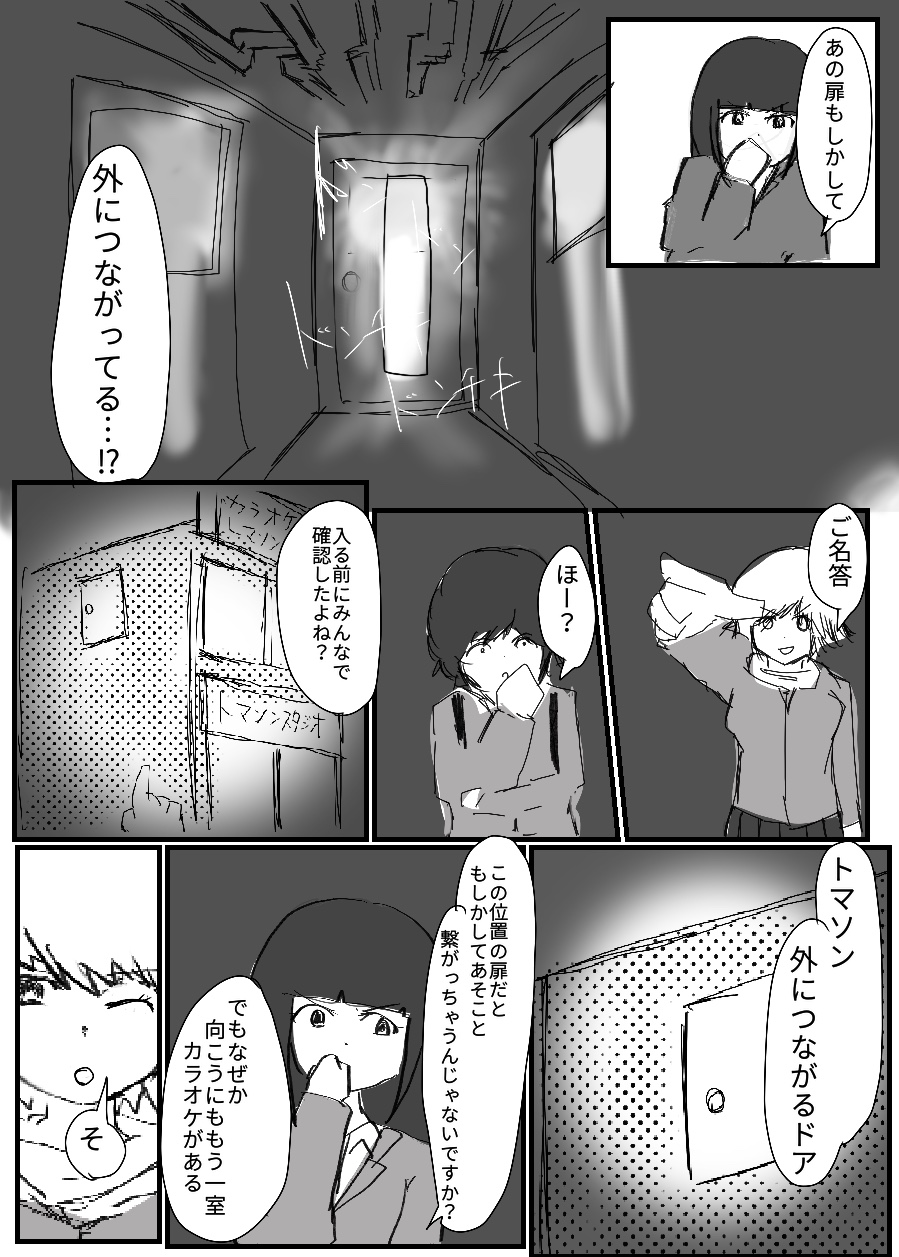 あの扉もしかして
外につながってる…!?
ドン
ドンチキ
ドンチキ
ご名答
ほー？
入る前にみんなで
確認したよね？
カラオケ
トマソン
トマソンスタジオ
トマソン
外につながるドア
この位置の扉だと
もしかしてあそこと
繋がっちゃうんじゃないですか？
でもなぜか
向こうにももう一室
カラオケがある
そ